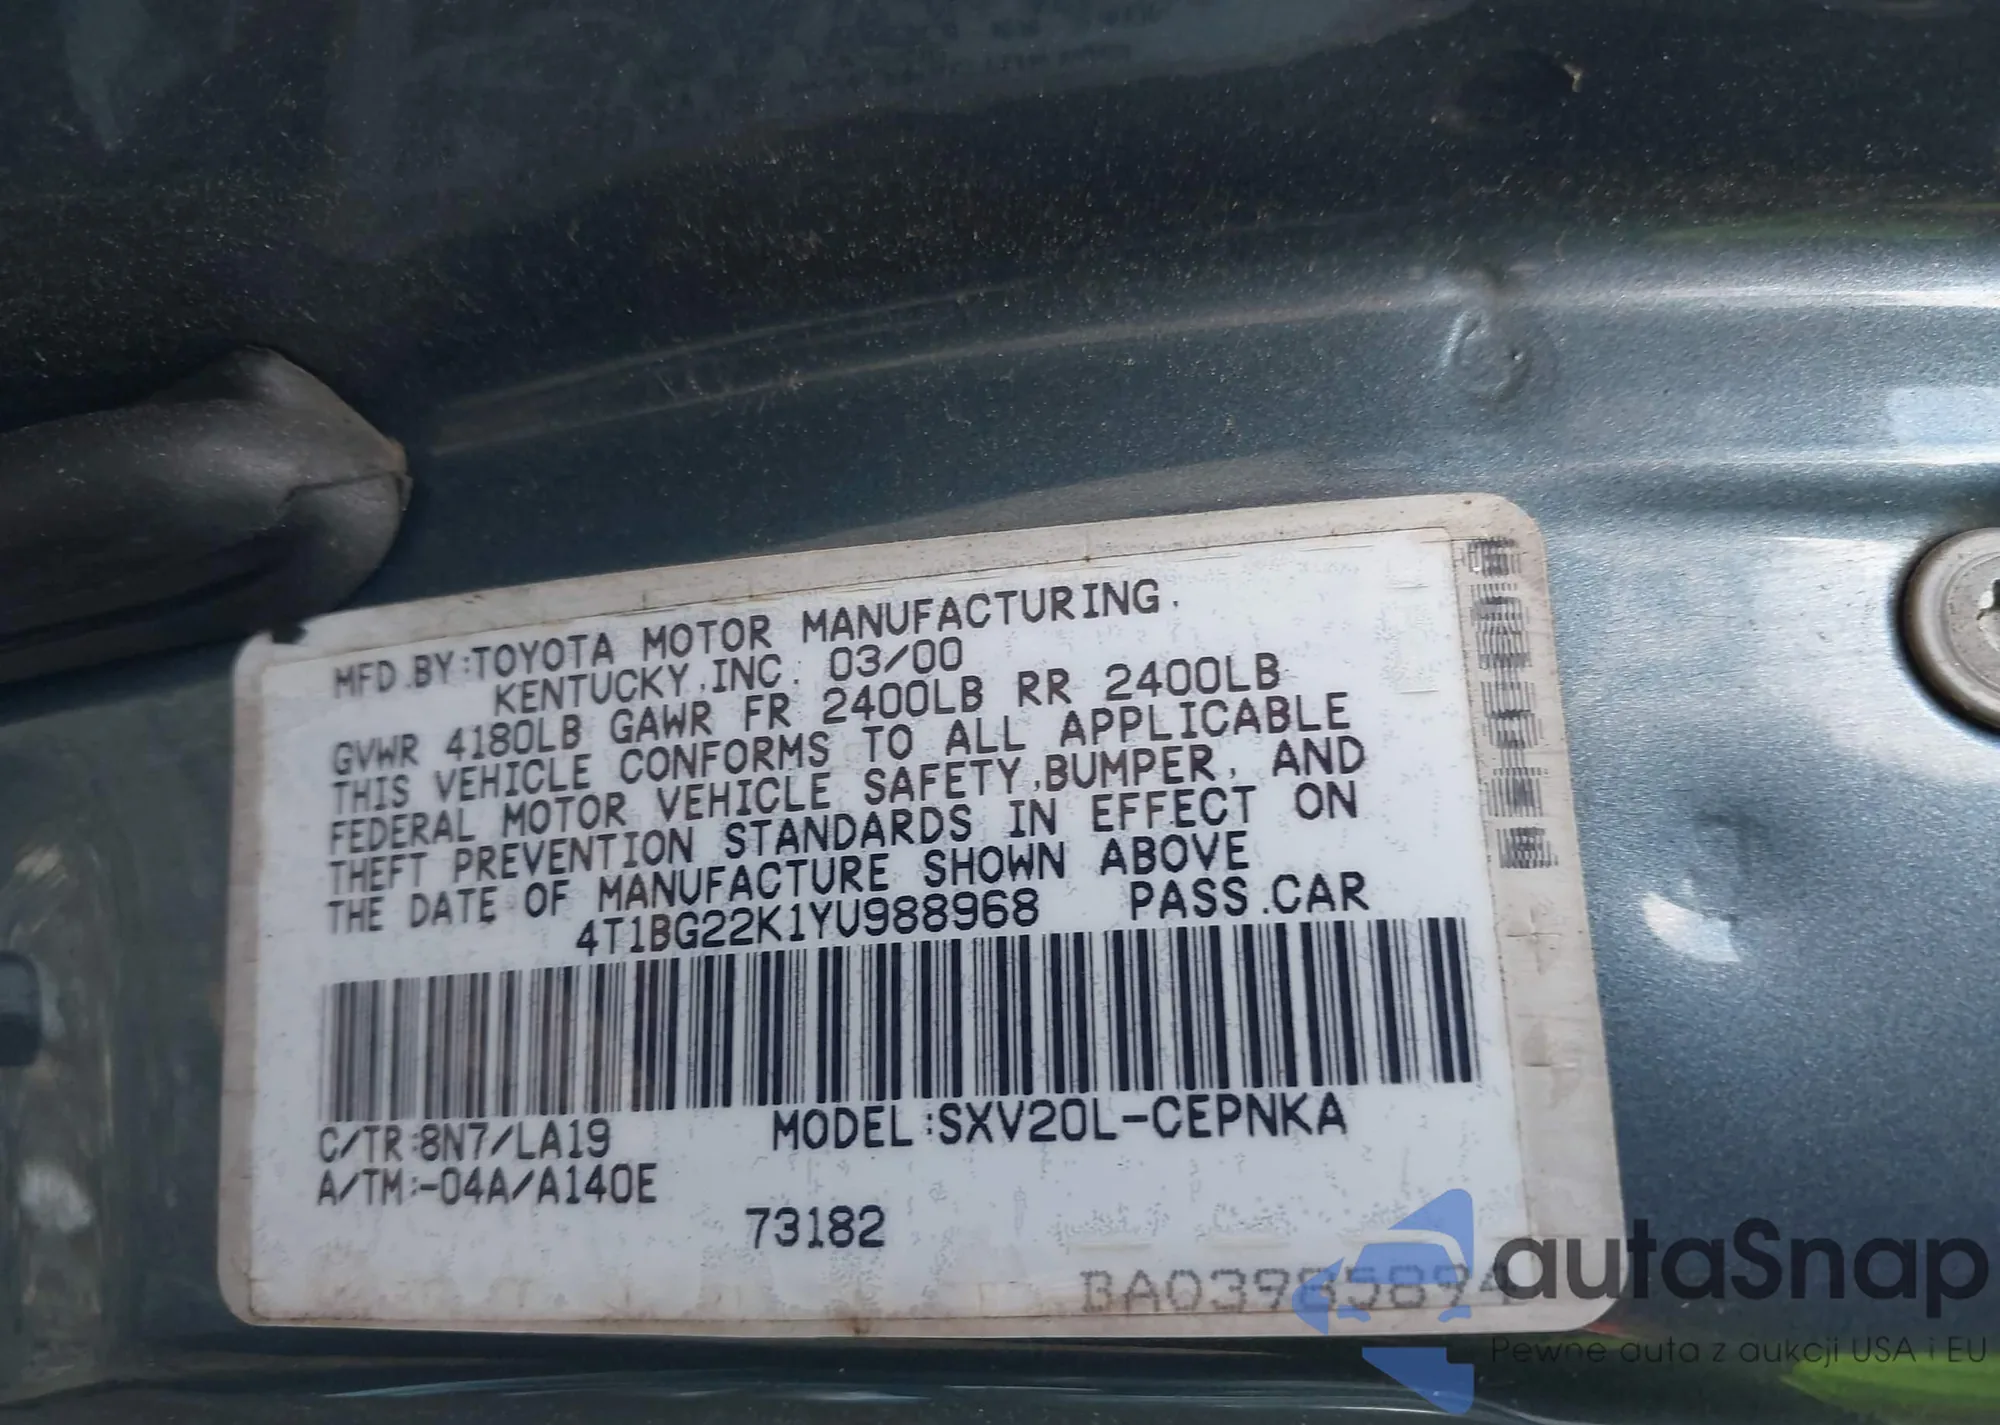 MFD.BY:TOYOTA MOTOR MANUFACTURING.
KENTUCKY,INC. 03/00
GVWR 4180LB GAWR FR 2400LB RR 2400LB
THIS VEHICLE CONFORMS TO ALL APPLICABLE
FEDERAL MOTOR VEHICLE SAFETY,BUMPER, AND
THEFT PREVENTION STANDARDS IN EFFECT ON
THE DATE OF MANUFACTURE SHOWN ABOVE
4T1BG22K1YU988968 PASS.CAR
C/TR:8N7/LA19 MODEL:SXV20L-CEPNKA
A/TM:-04A/A140E
73182
BA03985894
autaSnap
Pewne auta z aukcji USA i EU